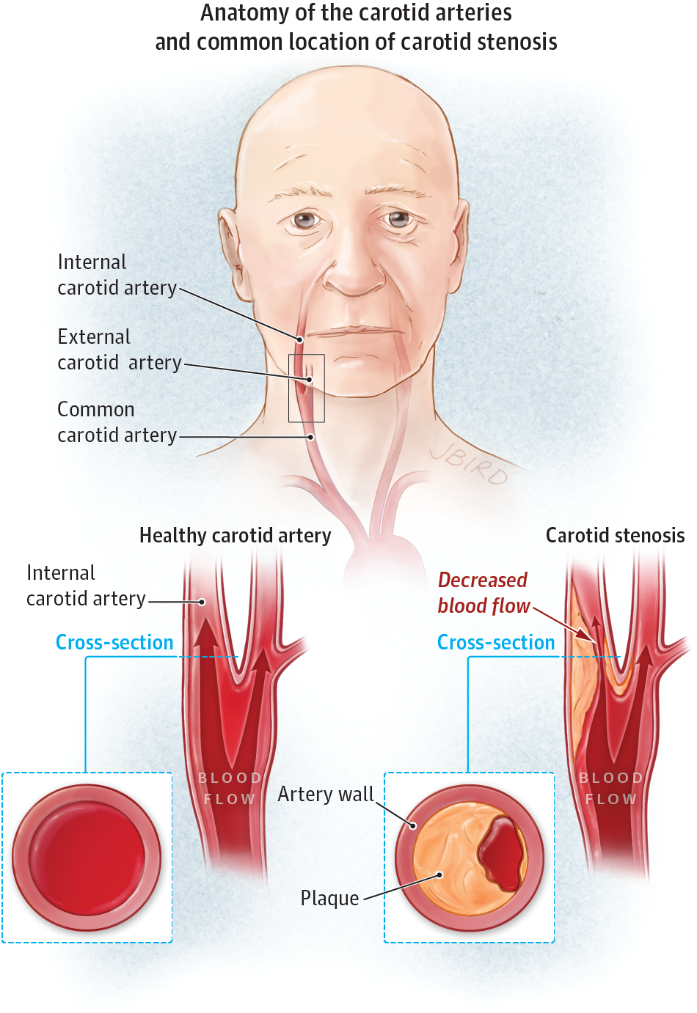 Anatomy of the carotid arteries
and common location of carotid stenosis
Internal
carotid artery
External
carotid artery
Common
carotid artery
JBIRD
Healthy carotid artery
Carotid stenosis
Internal
carotid artery
Decreased
blood flow
Cross-section
Cross-section
BLOOD
FLOW
BLOOD
FLOW
Artery wall
Plaque